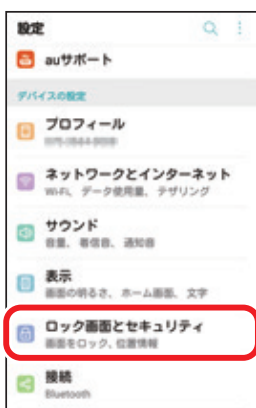 設定
auサポート
デバイスの設定
プロフィール
ネットワークとインターネット
Wi-Fi、データ使用量、テザリング
サウンド
音量、着信音、通知音
表示
画面の明るさ、ホーム画面、文字
ロック画面とセキュリティ
画面をロック、位置情報
接続
Bluetooth